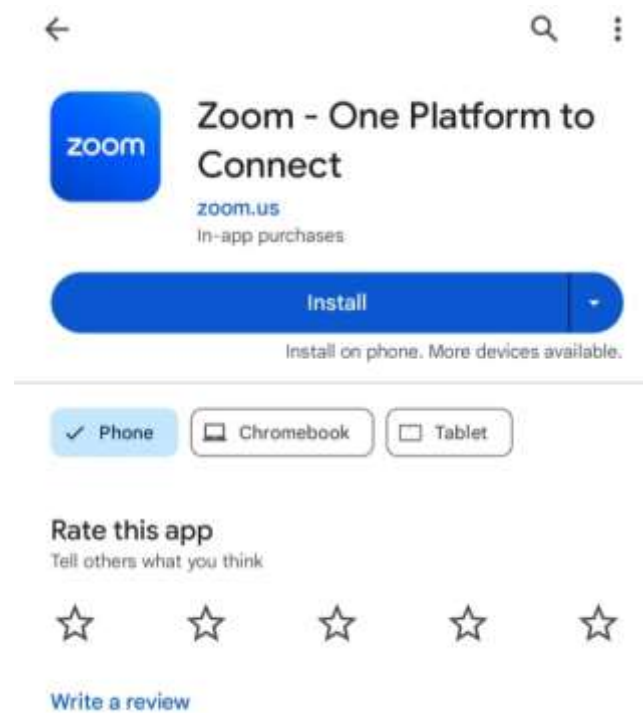 zoom
Zoom - One Platform to
Connect
zoom.us
In-app purchases
Install
Install on phone. More devices available.
Phone
Chromebook
Tablet
Rate this app
Tell others what you think
Write a review